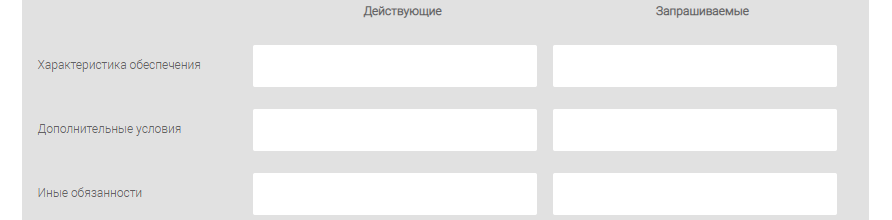 Действующие Запрашиваемые
Характеристика обеспечения
Дополнительные условия
Иные обязанности